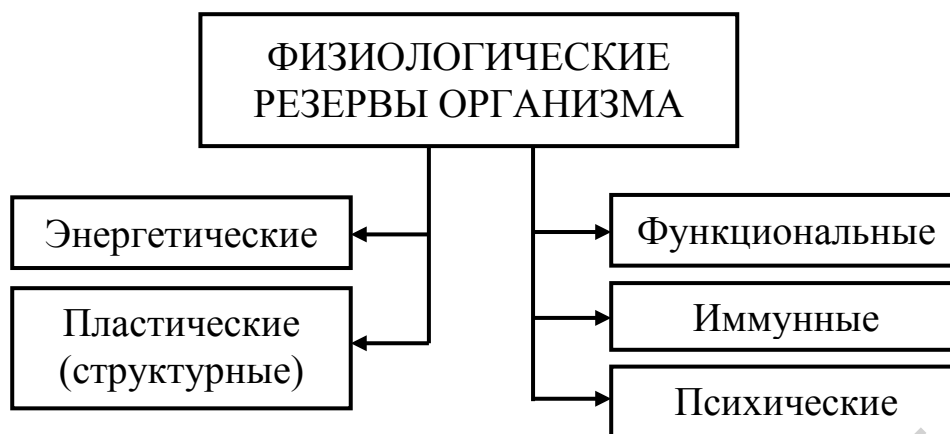 ФИЗИОЛОГИЧЕСКИЕ
РЕЗЕРВЫ ОРГАНИЗМА
Энергетические
Пластические
(структурные)
Функциональные
Иммунные
Психические